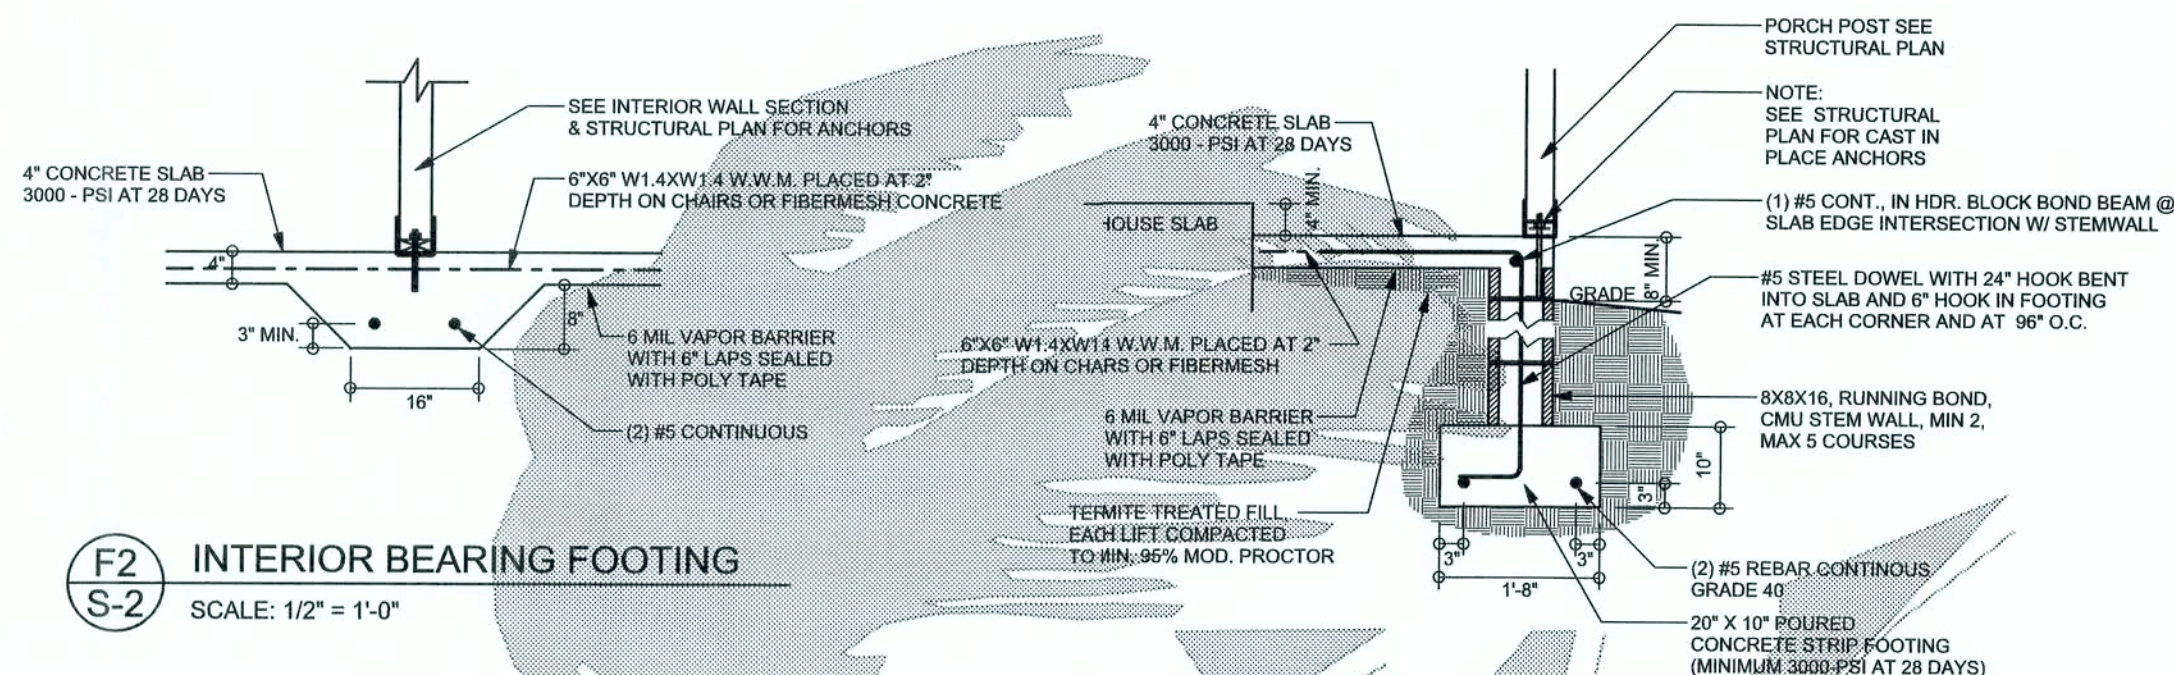 SEE INTERIOR WALL SECTION
& STRUCTURAL PLAN FOR ANCHORS
4" CONCRETE SLAB
3000 - PSI AT 28 DAYS
6"X6" W1.4XW1.4 W.W.M. PLACED AT 2"
DEPTH ON CHAIRS OR FIBERMESH CONCRETE
4"
3" MIN.
8"
16"
6 MIL VAPOR BARRIER
WITH 6" LAPS SEALED
WITH POLY TAPE
(2) #5 CONTINUOUS
F2
S-2
INTERIOR BEARING FOOTING
SCALE: 1/2" = 1'-0"
PORCH POST SEE
STRUCTURAL PLAN
NOTE:
SEE STRUCTURAL
PLAN FOR CAST IN
PLACE ANCHORS
4" CONCRETE SLAB
3000 - PSI AT 28 DAYS
4" MIN.
HOUSE SLAB
(1) #5 CONT., IN HDR. BLOCK BOND BEAM @
SLAB EDGE INTERSECTION W/ STEMWALL
8" MIN.
GRADE
#5 STEEL DOWEL WITH 24" HOOK BENT
INTO SLAB AND 6" HOOK IN FOOTING
AT EACH CORNER AND AT 96" O.C.
6"X6" W1.4XW1.4 W.W.M. PLACED AT 2"
DEPTH ON CHARS OR FIBERMESH
6 MIL VAPOR BARRIER
WITH 6" LAPS SEALED
WITH POLY TAPE
8X8X16, RUNNING BOND,
CMU STEM WALL, MIN 2,
MAX 5 COURSES
10"
3"
TERMITE TREATED FILL,
EACH LIFT COMPACTED
TO MIN. 95% MOD. PROCTOR
3"
3"
1'-8"
(2) #5 REBAR CONTINOUS
GRADE 40
20" X 10" POURED
CONCRETE STRIP FOOTING
(MINIMUM 3000-PSI AT 28 DAYS)